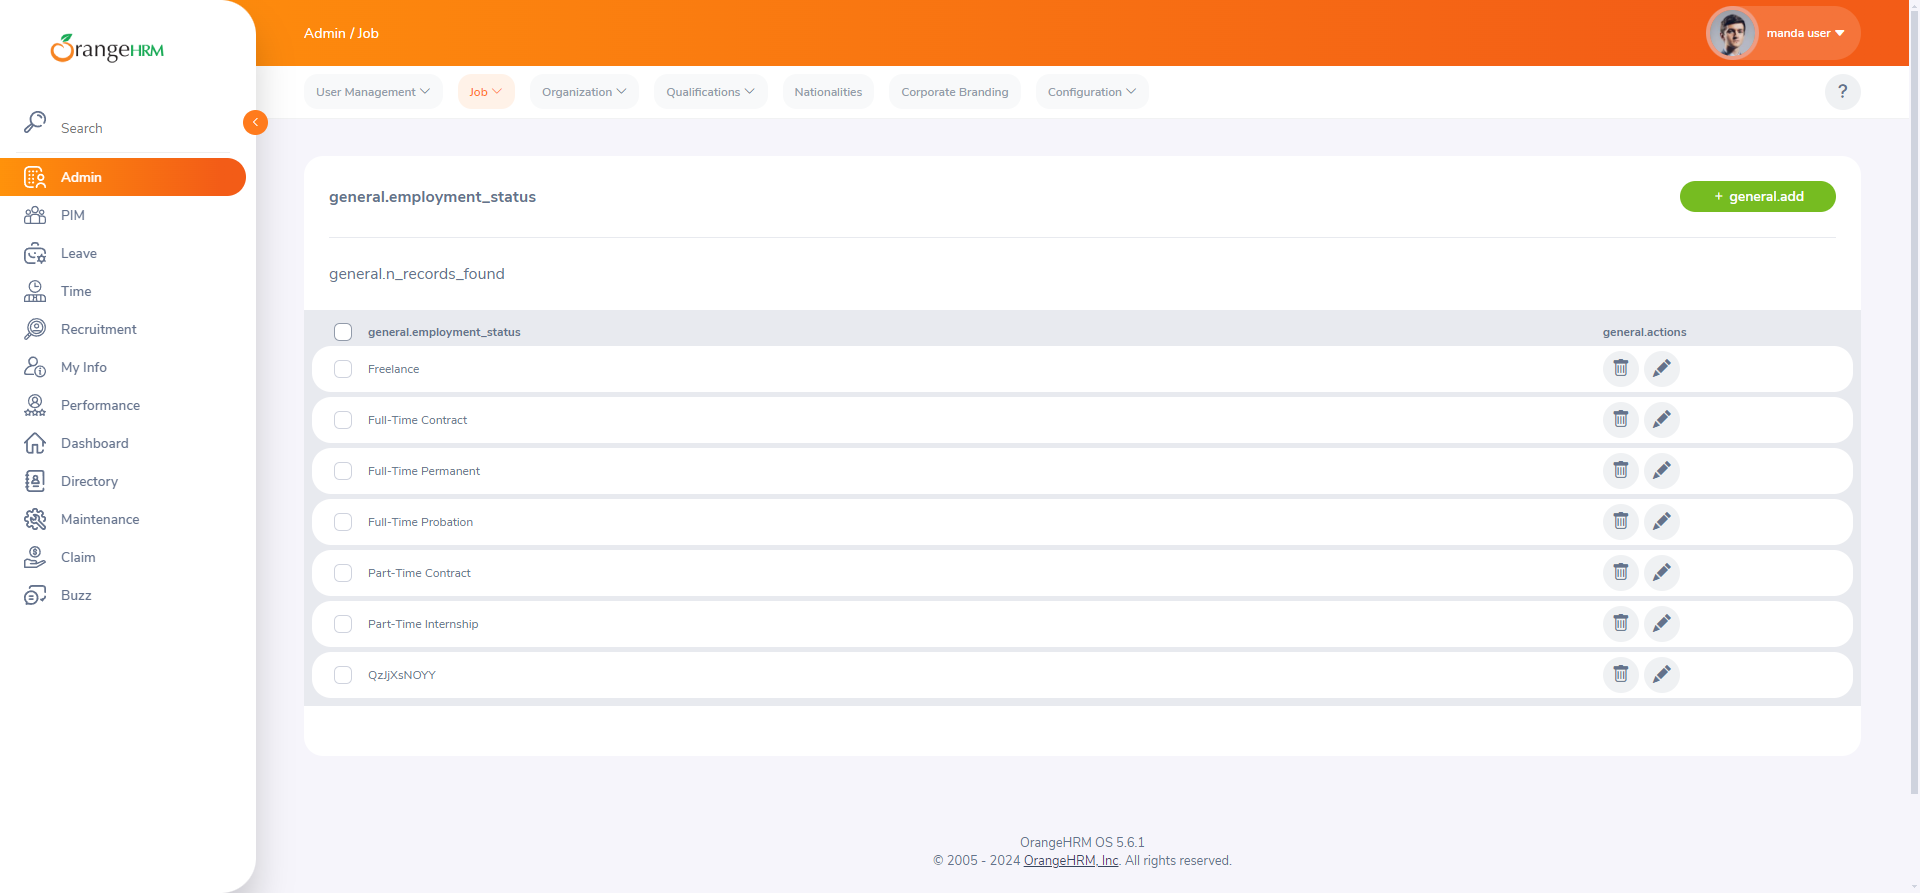 OrangeHRM
Search
Admin
PIM
Leave
Time
Recruitment
My Info
Performance
Dashboard
Directory
Maintenance
Claim
Buzz
Admin / Job
manda user
User Management
Job
Organization
Qualifications
Nationalities
Corporate Branding
Configuration
?
general.employment_status
+ general.add
general.n_records_found
general.employment_status general.actions
Freelance
Full-Time Contract
Full-Time Permanent
Full-Time Probation
Part-Time Contract
Part-Time Internship
QzJjXsNOYY
OrangeHRM OS 5.6.1
© 2005 - 2024 OrangeHRM, Inc. All rights reserved.